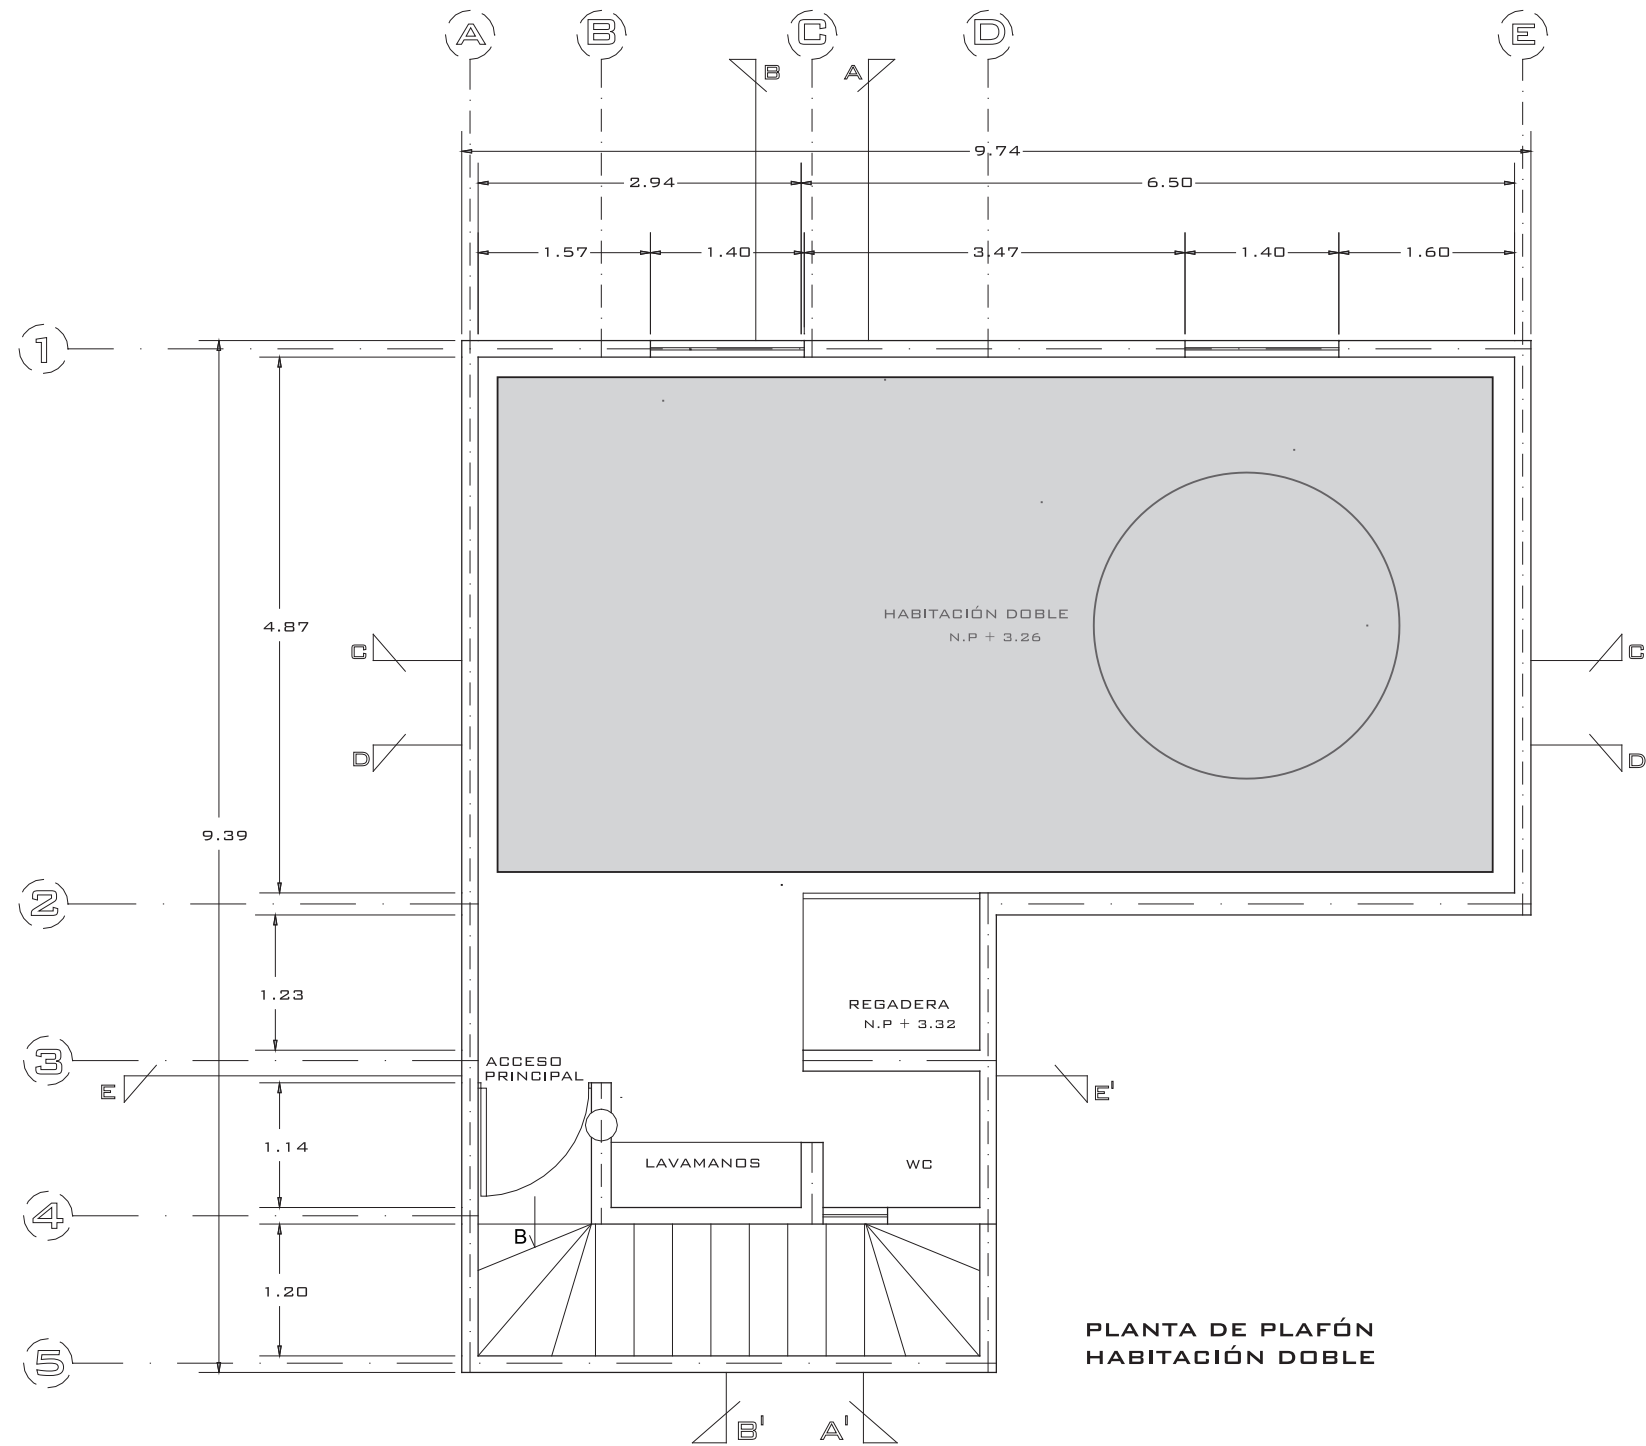 A B C D E
B A
9.74
2.94 6.50
1.57 1.40 3.47 1.40 1.60
1
4.87
HABITACIÓN DOBLE
N.P + 3.26
C C
D D
9.39
2
1.23
REGADERA
N.P + 3.32
3
ACCESO
PRINCIPAL
E E'
1.14
LAVAMANOS WC
4
B
1.20
PLANTA DE PLAFÓN
HABITACIÓN DOBLE
5
B' A'